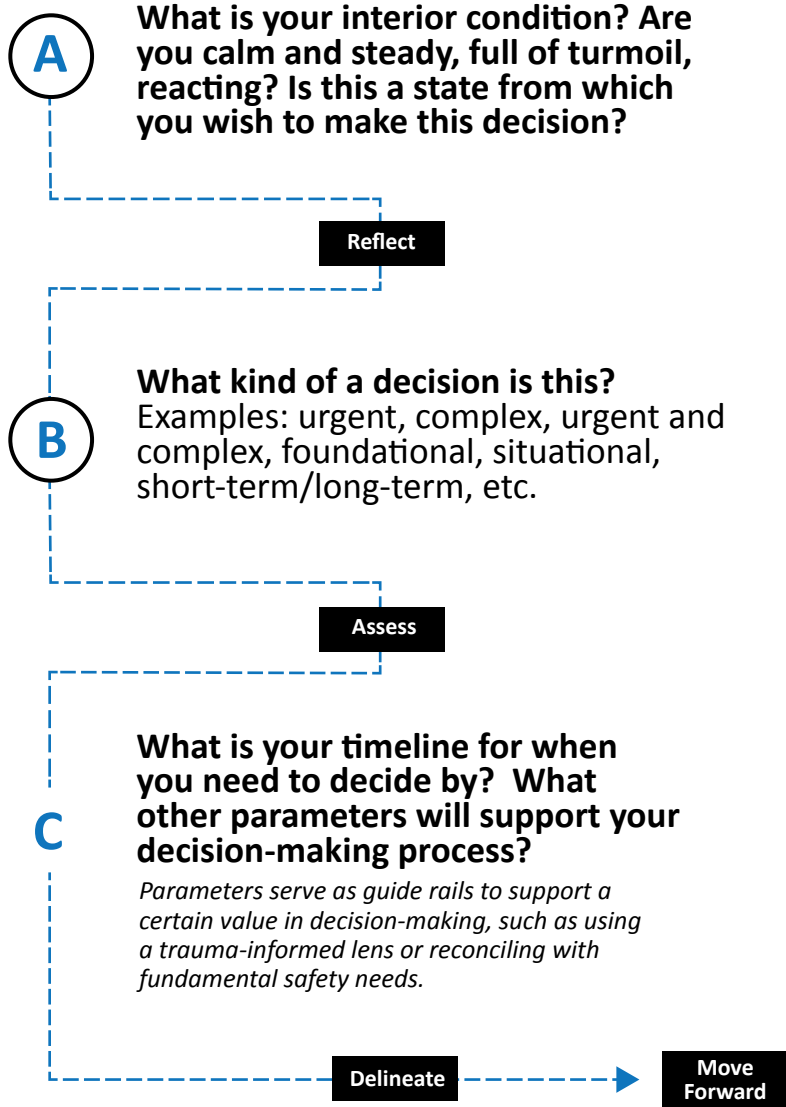 A
What is your interior condition? Are
you calm and steady, full of turmoil,
reacting? Is this a state from which
you wish to make this decision?
Reflect
B
What kind of a decision is this?
Examples: urgent, complex, urgent and
complex, foundational, situational,
short-term/long-term, etc.
Assess
C
What is your timeline for when
you need to decide by?  What
other parameters will support your
decision-making process?
Parameters serve as guide rails to support a
certain value in decision-making, such as using
a trauma-informed lens or reconciling with
fundamental safety needs.
Delineate
Move
Forward